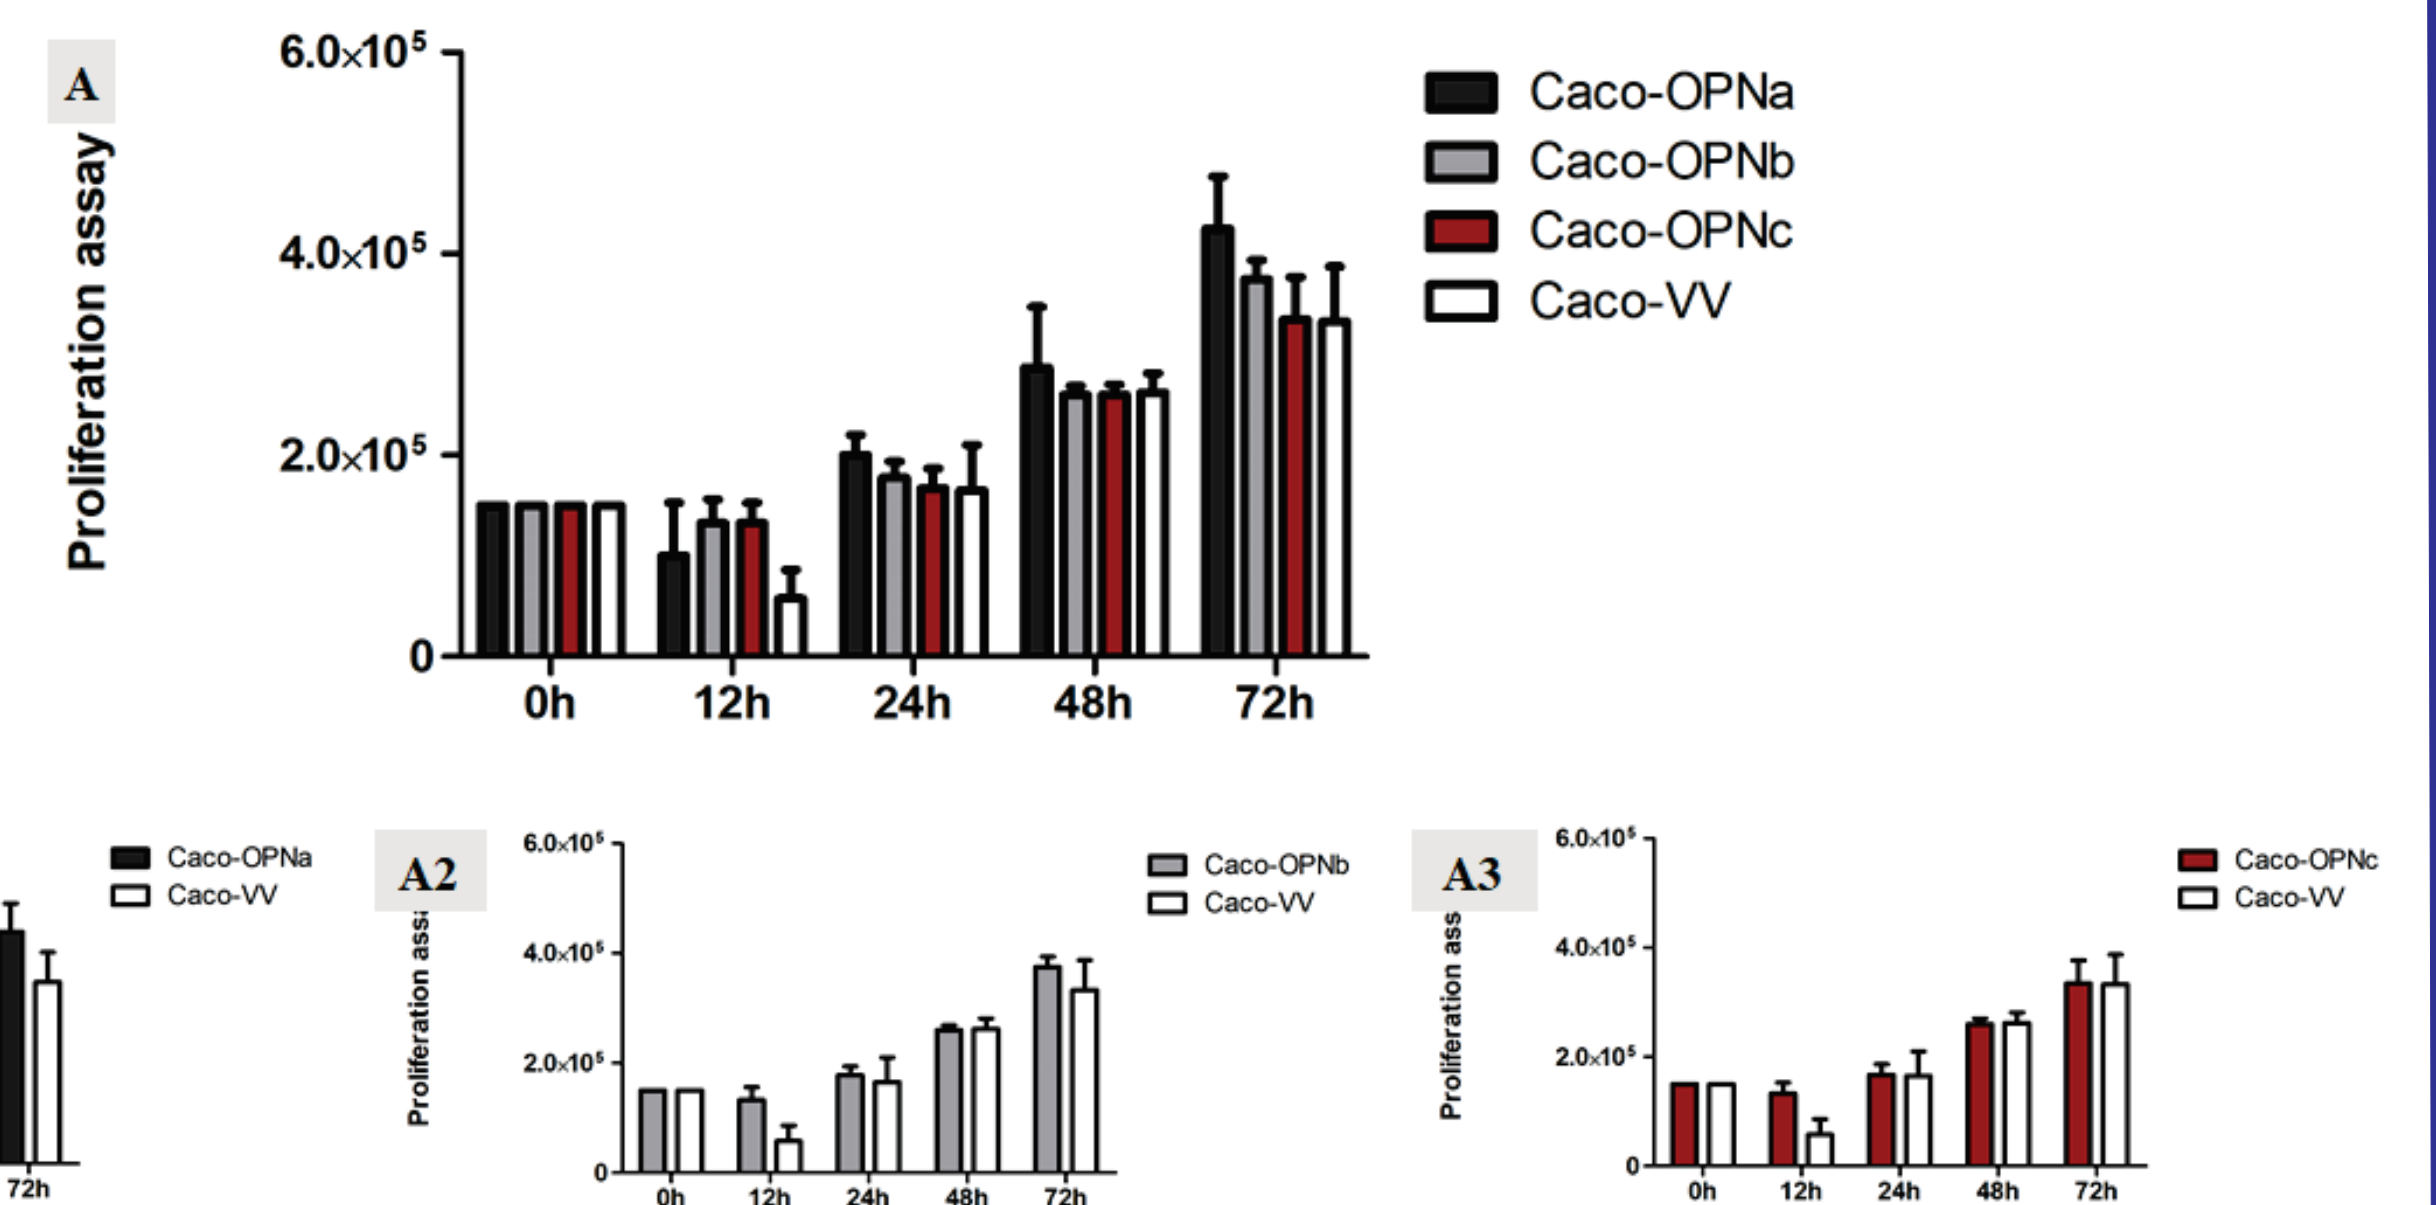 A
Proliferation assay
6.0×10⁵
4.0×10⁵
2.0×10⁵
0
0h 12h 24h 48h 72h
Caco-OPNa
Caco-OPNb
Caco-OPNc
Caco-VV
72h
Caco-OPNa
Caco-VV
A2
Proliferation
6.0×10⁵
4.0×10⁵
2.0×10⁵
0
0h 12h 24h 48h 72h
Caco-OPNb
Caco-VV
A3
Proliferation
6.0×10⁵
4.0×10⁵
2.0×10⁵
0
0h 12h 24h 48h 72h
Caco-OPNc
Caco-VV